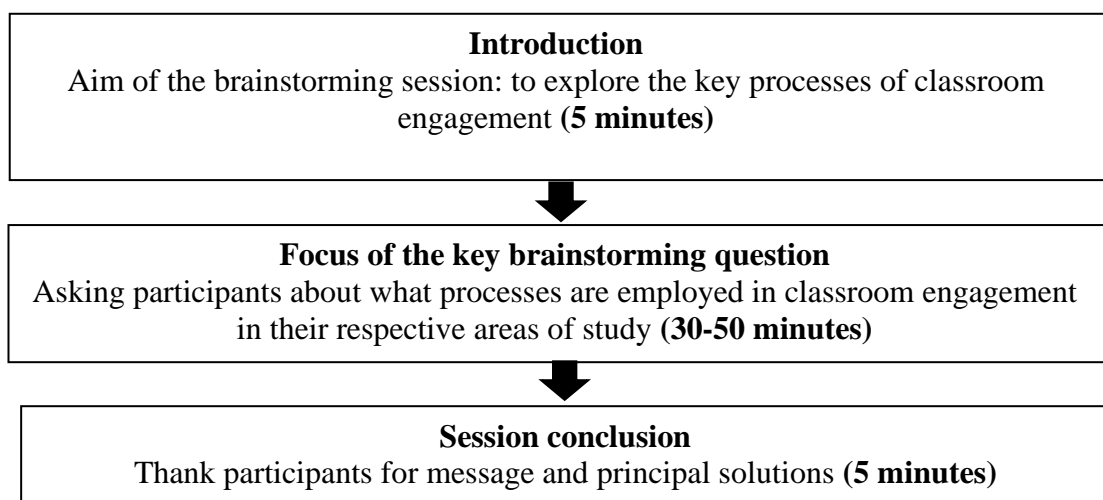 Introduction
Aim of the brainstorming session: to explore the key processes of classroom
engagement (5 minutes)
Focus of the key brainstorming question
Asking participants about what processes are employed in classroom engagement
in their respective areas of study (30-50 minutes)
Session conclusion
Thank participants for message and principal solutions (5 minutes)